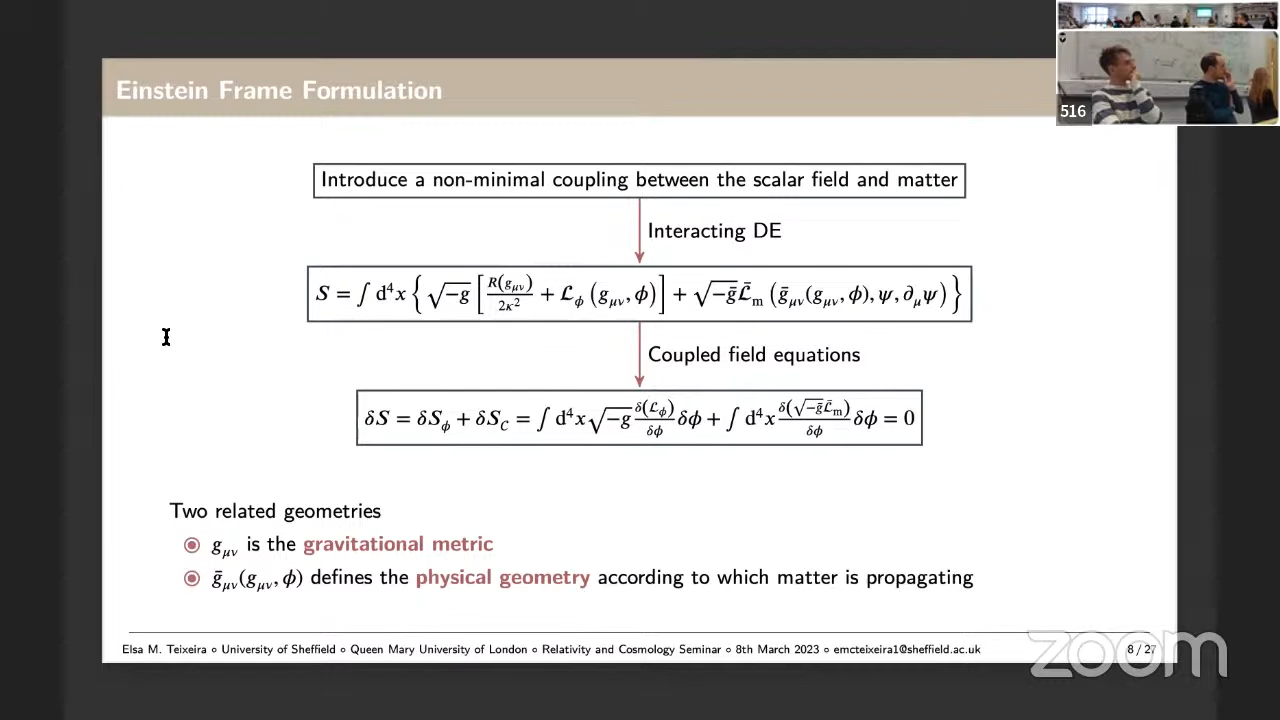 Einstein Frame Formulation
516
Introduce a non-minimal coupling between the scalar field and matter
Interacting DE
S = ∫ d⁴x { √−g [ R(g_μν)/2κ² + ℒ_ϕ (g_μν, ϕ) ] + √−ḡ ℒ̄_m (ḡ_μν(g_μν, ϕ), ψ, ∂_μψ) }
Coupled field equations
δS = δS_ϕ + δS_C = ∫ d⁴x √−g δ(ℒ_ϕ)/δϕ δϕ + ∫ d⁴x δ(√−ḡ ℒ̄_m)/δϕ δϕ = 0
Two related geometries
g_μν is the gravitational metric
ḡ_μν(g_μν, ϕ) defines the physical geometry according to which matter is propagating
Elsa M. Teixeira ∘ University of Sheffield ∘ Queen Mary University of London ∘ Relativity and Cosmology Seminar ∘ 8th March 2023 ∘ emcteixeira1@sheffield.ac.uk 8 / 27
zoom